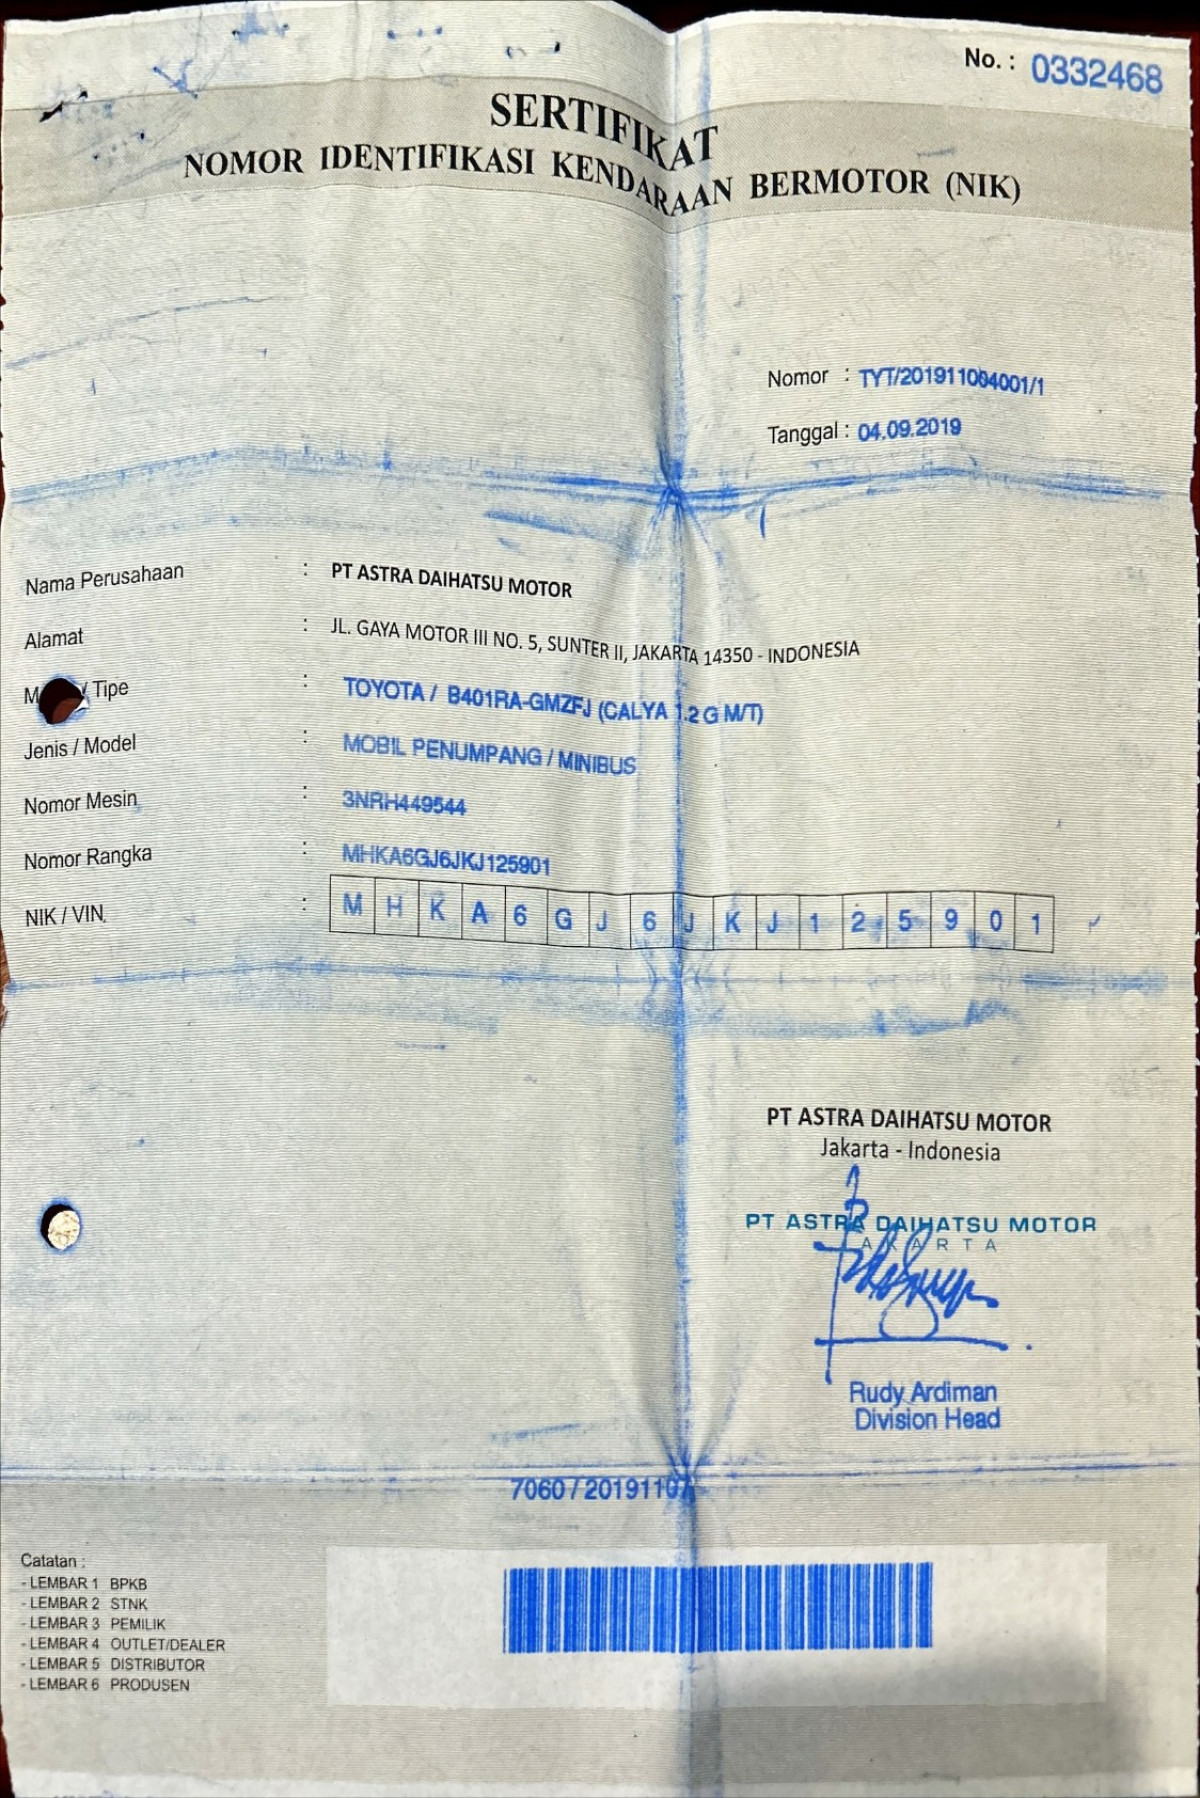 No. : 0332468
SERTIFIKAT
NOMOR IDENTIFIKASI KENDARAAN BERMOTOR (NIK)
Nomor : TYT/201911004001/1
Tanggal : 04.09.2019
Nama Perusahaan : PT ASTRA DAIHATSU MOTOR
Alamat : JL. GAYA MOTOR III NO. 5, SUNTER II, JAKARTA 14350 - INDONESIA
/ Tipe : TOYOTA / B401RA-GMZFJ (CALYA 1.2 G M/T)
Jenis / Model : MOBIL PENUMPANG / MINIBUS
Nomor Mesin : 3NRH449544
Nomor Rangka : MHKA6GJ6JKJ125901
NIK / VIN : M H K A 6 G J 6 J K J 1 2 5 9 0 1
PT ASTRA DAIHATSU MOTOR
Jakarta - Indonesia
PT ASTRA DAIHATSU MOTOR
JAKARTA
Rudy Ardiman
Division Head
7060 / 20191107
Catatan :
- LEMBAR 1 BPKB
- LEMBAR 2 STNK
- LEMBAR 3 PEMILIK
- LEMBAR 4 OUTLET/DEALER
- LEMBAR 5 DISTRIBUTOR
- LEMBAR 6 PRODUSEN